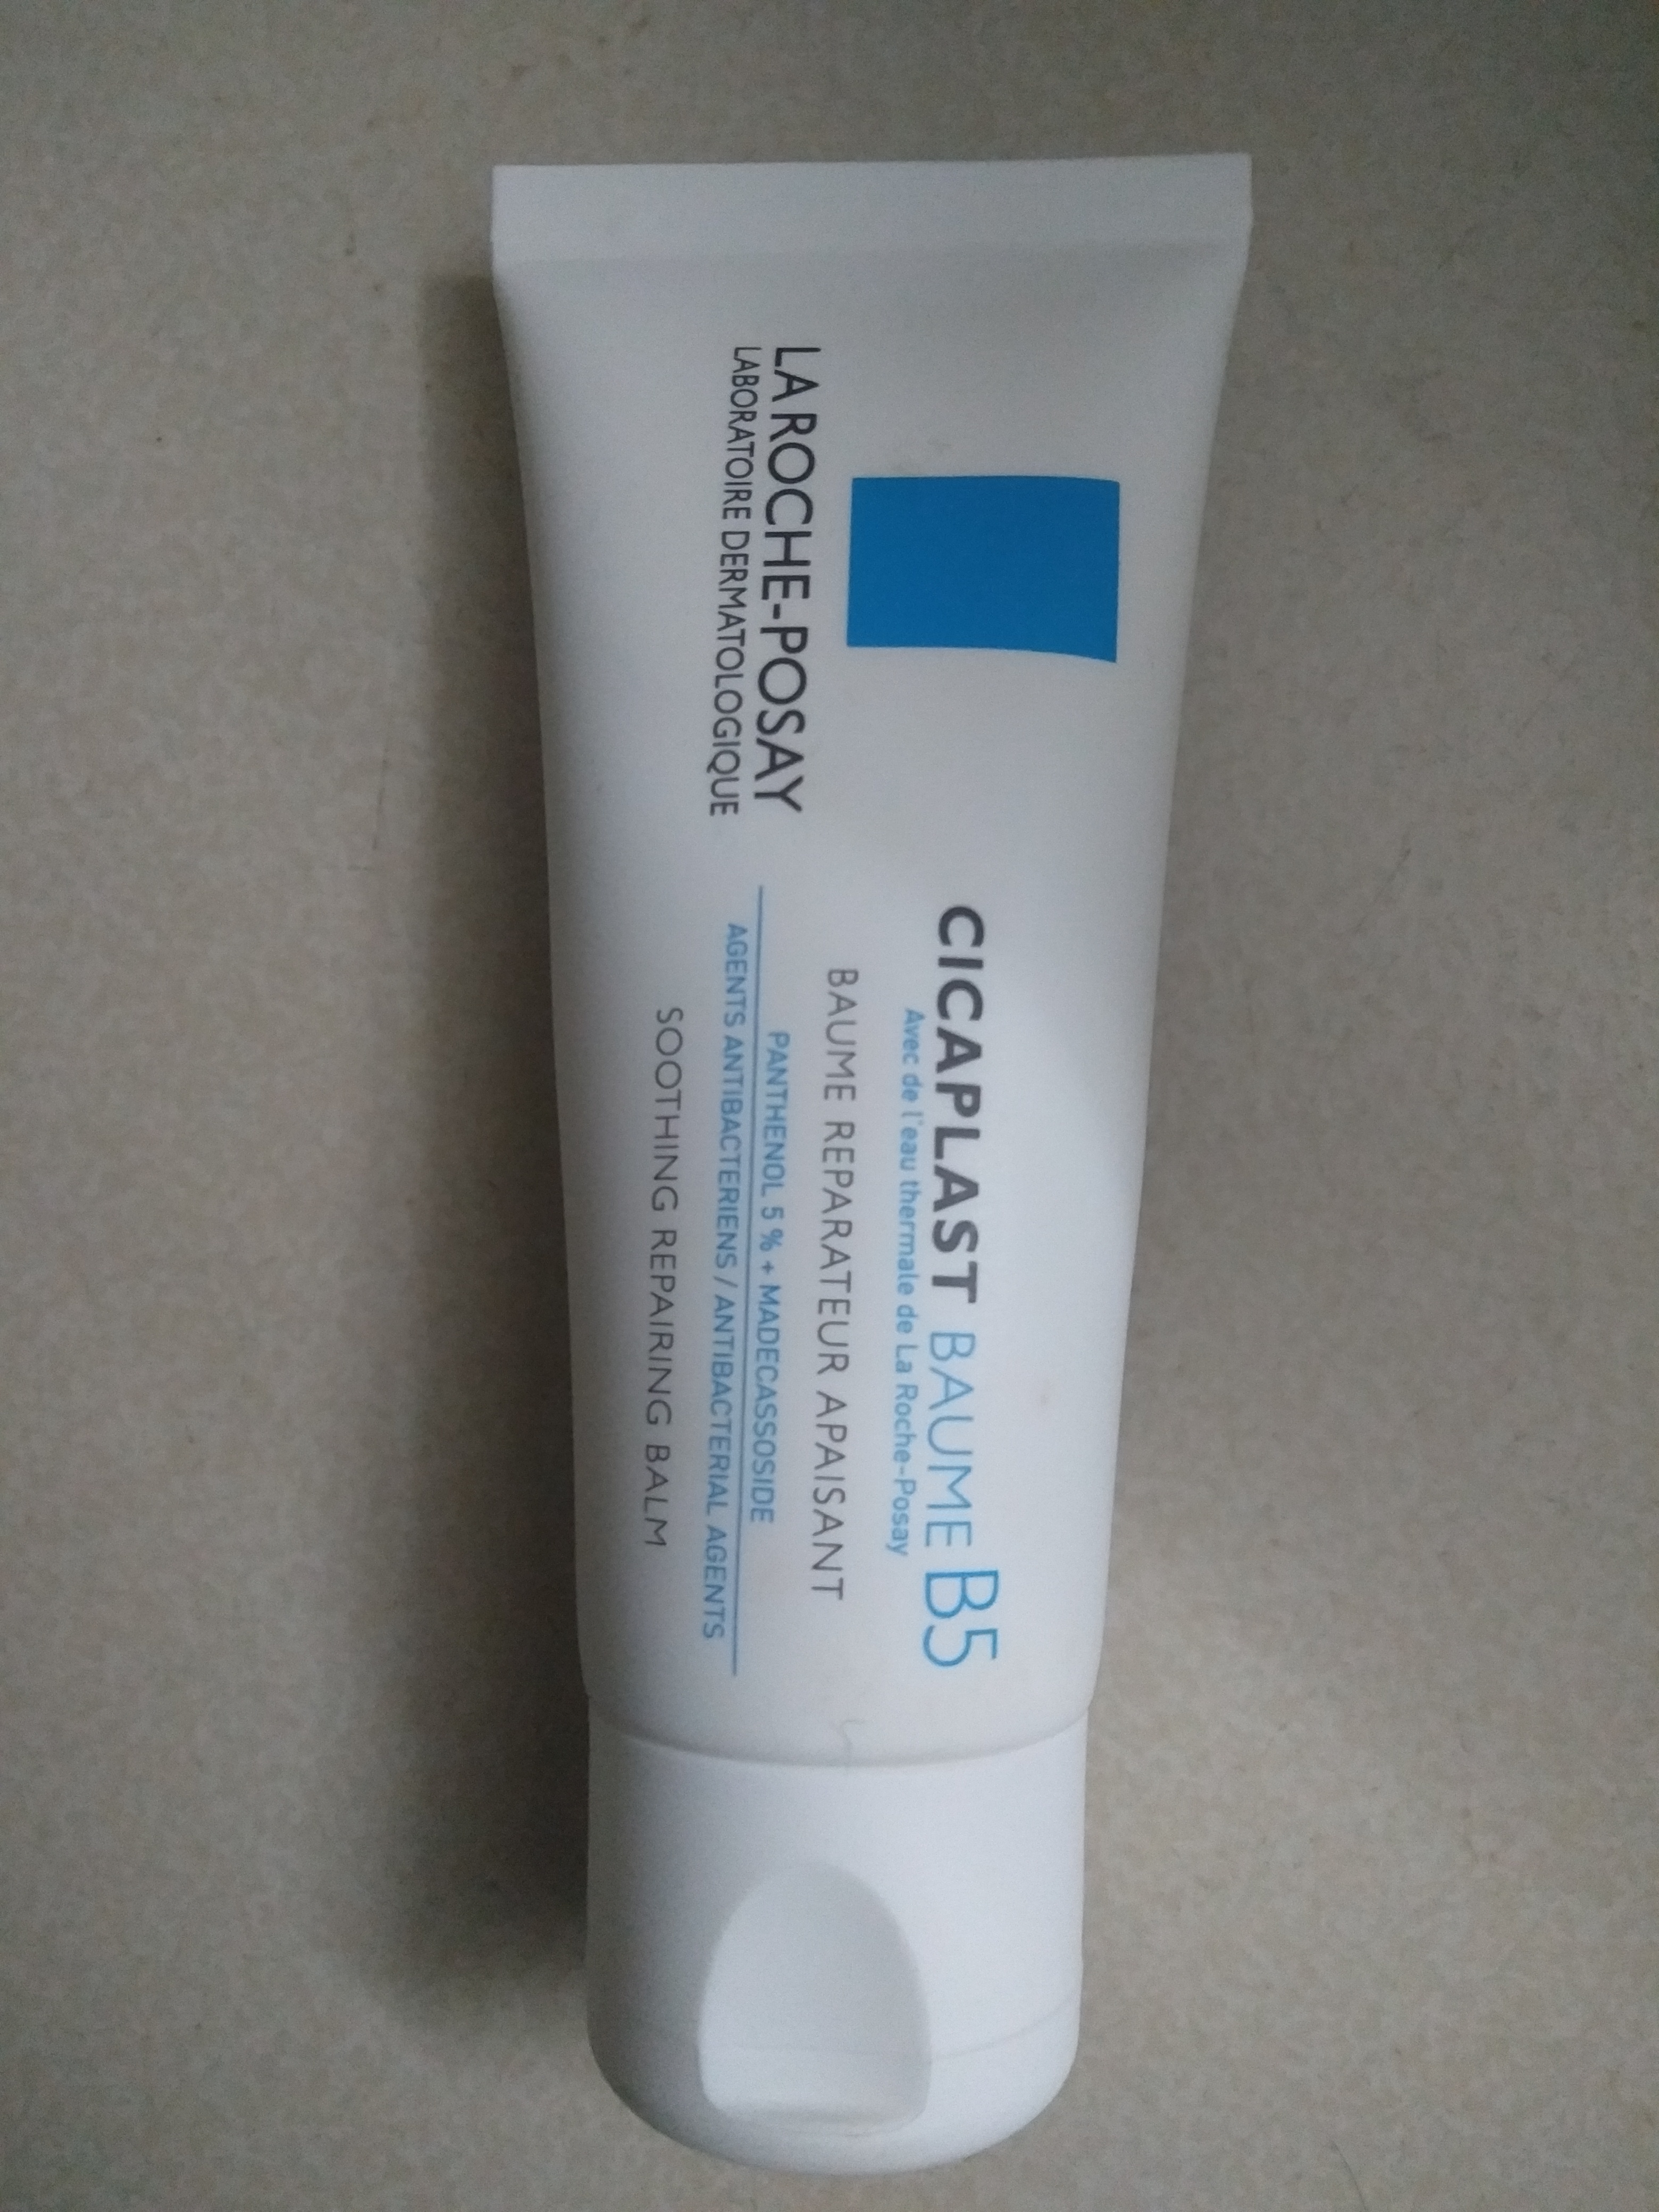 LA ROCHE-POSAY
LABORATOIRE DERMATOLOGIQUE
CICAPLAST BAUME B5
Avec de l'eau thermale de La Roche-Posay
BAUME REPARATEUR APAISANT
PANTHENOL 5 % + MADECASSOSIDE
AGENTS ANTIBACTERIENS / ANTIBACTERIAL AGENTS
SOOTHING REPAIRING BALM